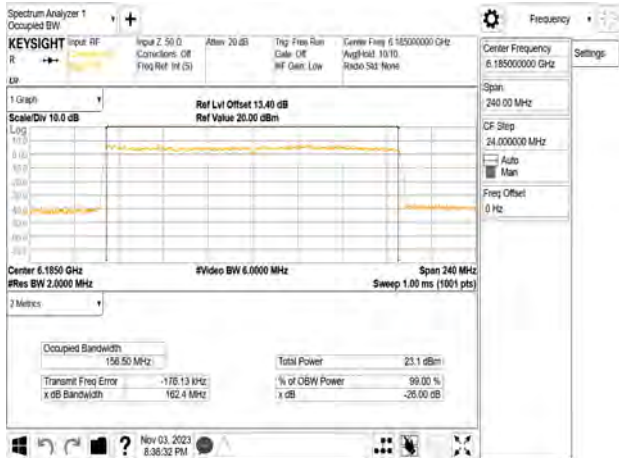 Spectrum Analyzer 1
Occupied BW
+
Frequency
KEYSIGHT
Input: RF
R
Input Z: 50 Ω
Corrections: Off
Freq Ref: Int (S)
Atten: 20 dB
Trig: Free Run
Gate: Off
#IF Gain: Low
Center Freq: 6.185000000 GHz
Avg|Hold: 10/10
Radio Std: None
1 Graph
Scale/Div 10.0 dB
Ref Lvl Offset 13.40 dB
Ref Value 20.00 dBm
Log
10.0
0.00
Center 6.1850 GHz
#Video BW 6.0000 MHz
Span 240 MHz
#Res BW 2.0000 MHz
Sweep 1.00 ms (1001 pts)
2 Metrics
Occupied Bandwidth
156.50 MHz
Total Power
23.1 dBm
Transmit Freq Error
-176.13 kHz
% of OBW Power
99.00 %
x dB Bandwidth
162.4 MHz
x dB
-26.00 dB
Nov 03, 2023
8:36:32 PM
Center Frequency
6.185000000 GHz
Settings
Span
240.00 MHz
CF Step
24.000000 MHz
Auto
Man
Freq Offset
0 Hz